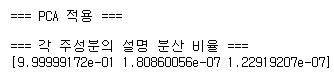 === PCA 적용 ===
=== 각 주성분의 설명 분산 비율 ===
[9.99999172e-01 1.80860056e-07 1.22919207e-07]